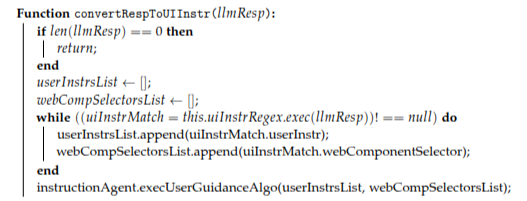 Function convertRespToUIInstr(llmResp):
if len(llmResp) == 0 then
return;
end
userInstrsList ← [];
webCompSelectorsList ← [];
while ((uiInstrMatch = this.uiInstrRegex.exec(llmResp))! == null) do
userInstrsList.append(uiInstrMatch.userInstr);
webCompSelectorsList.append(uiInstrMatch.webComponentSelector);
end
instructionAgent.execUserGuidanceAlgo(userInstrsList, webCompSelectorsList);